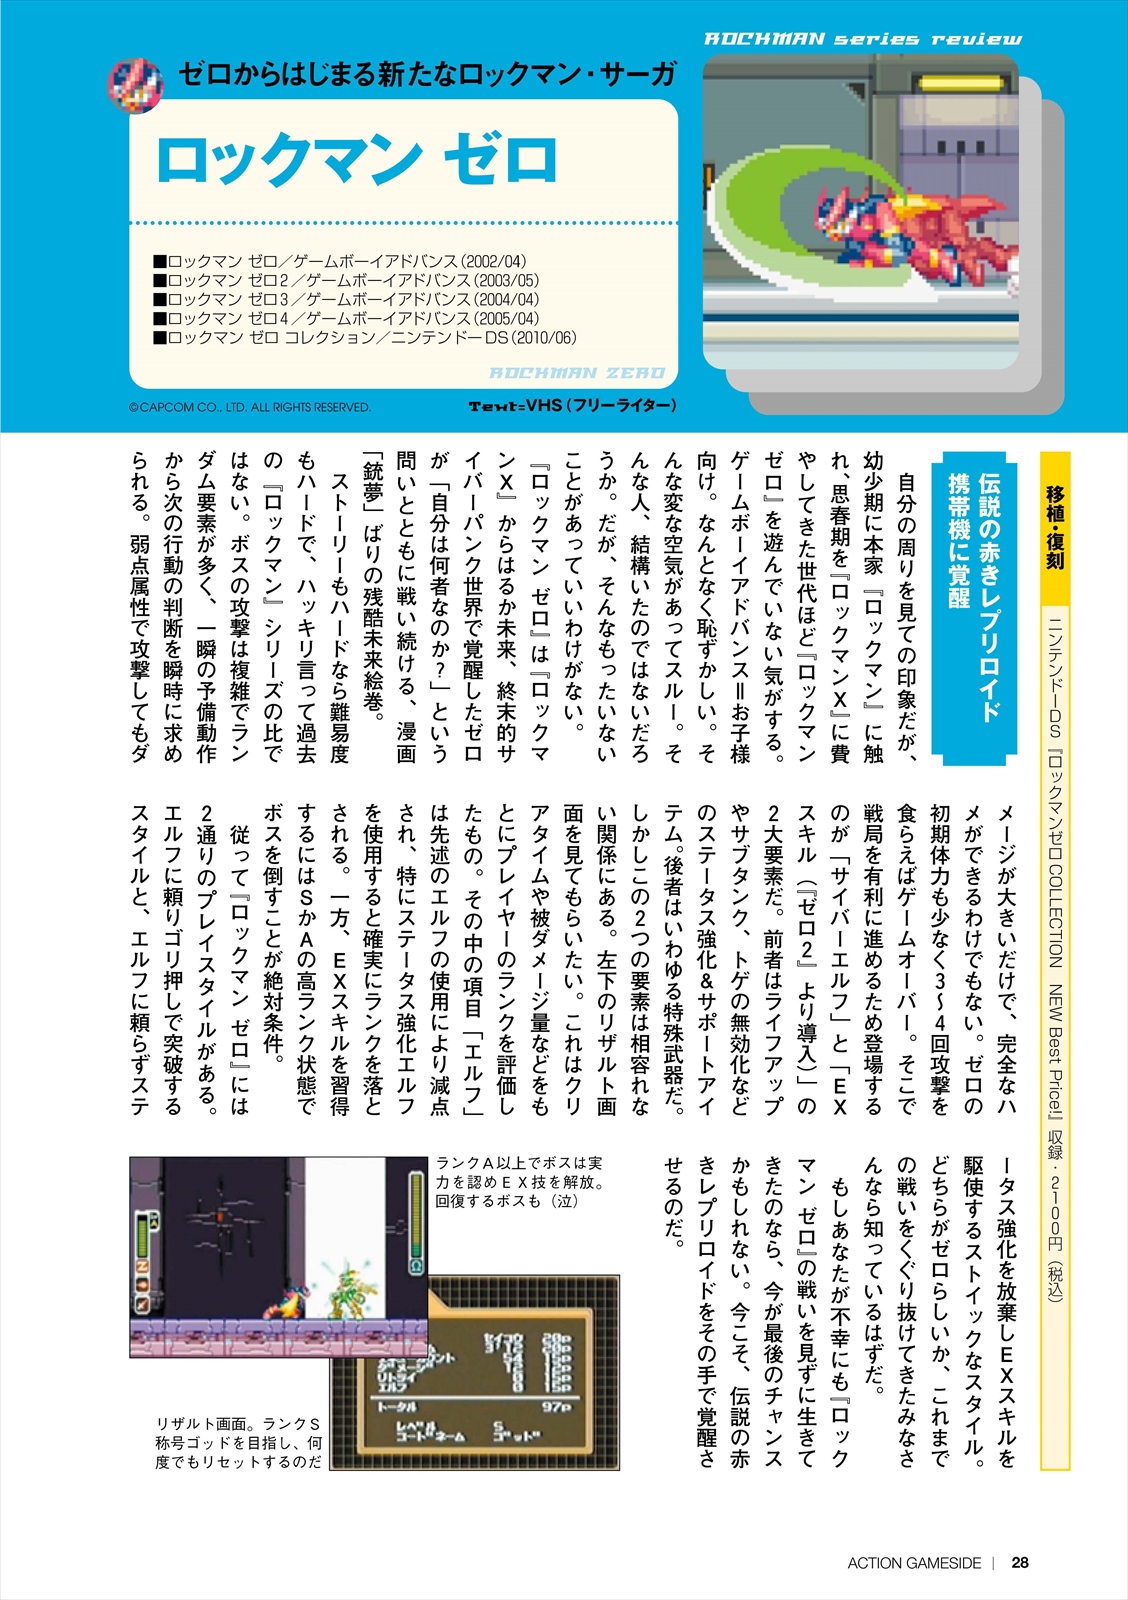 ROCKMAN series review
ゼロからはじまる新たなロックマン・サーガ
ロックマン ゼロ
■ロックマン ゼロ／ゲームボーイアドバンス（2002/04）
■ロックマン ゼロ2／ゲームボーイアドバンス（2003/05）
■ロックマン ゼロ3／ゲームボーイアドバンス（2004/04）
■ロックマン ゼロ4／ゲームボーイアドバンス（2005/04）
■ロックマン ゼロ コレクション／ニンテンドーDS（2010/06）
ROCKMAN ZERO
©CAPCOM CO., LTD. ALL RIGHTS RESERVED.
Text=VHS（フリーライター）
移植・復刻
ニンテンドーDS『ロックマンゼロCOLLECTION　NEW Best Price!』収録・2100円（税込）
伝説の赤きレプリロイド
携帯機に覚醒
自分の周りを見ての印象だが、
幼少期に本家『ロックマン』に触
れ、思春期を『ロックマンX』に費
やしてきた世代ほど『ロックマン
ゼロ』を遊んでいない気がする。
ゲームボーイアドバンス＝お子様
向け。なんとなく恥ずかしい。そ
んな変な空気があってスルー。そ
んな人、結構いたのではないだろ
うか。だが、そんなもったいない
ことがあっていいわけがない。
『ロックマン ゼロ』は『ロックマ
ンX』からはるか未来、終末的サ
イバーパンク世界で覚醒したゼロ
が「自分は何者なのか？」という
問いとともに戦い続ける、漫画
「銃夢」ばりの残酷未来絵巻。
ストーリーもハードなら難易度
もハードで、ハッキリ言って過去
の『ロックマン』シリーズの比で
はない。ボスの攻撃は複雑でラン
ダム要素が多く、一瞬の予備動作
から次の行動の判断を瞬時に求め
られる。弱点属性で攻撃してもダ
メージが大きいだけで、完全なハ
メができるわけでもない。ゼロの
初期体力も少なく3〜4回攻撃を
食らえばゲームオーバー。そこで
戦局を有利に進めるため登場する
のが「サイバーエルフ」と「EX
スキル（『ゼロ2』より導入）」の
2大要素だ。前者はライフアップ
やサブタンク、トゲの無効化など
のステータス強化&サポートアイ
テム。後者はいわゆる特殊武器だ。
しかしこの2つの要素は相容れな
い関係にある。左下のリザルト画
面を見てもらいたい。これはクリ
アタイムや被ダメージ量などをも
とにプレイヤーのランクを評価し
たもの。その中の項目「エルフ」
は先述のエルフの使用により減点
され、特にステータス強化エルフ
を使用すると確実にランクを落と
される。一方、EXスキルを習得
するにはSかAの高ランク状態で
ボスを倒すことが絶対条件。
従って『ロックマン ゼロ』には
2通りのプレイスタイルがある。
エルフに頼りゴリ押しで突破する
スタイルと、エルフに頼らずステ
ータス強化を放棄しEXスキルを
駆使するストイックなスタイル。
どちらがゼロらしいか、これまで
の戦いをくぐり抜けてきたみなさ
んなら知っているはずだ。
もしあなたが不幸にも『ロック
マン ゼロ』の戦いを見ずに生きて
きたのなら、今が最後のチャンス
かもしれない。今こそ、伝説の赤
きレプリロイドをその手で覚醒さ
せるのだ。
ランクA以上でボスは実
力を認めEX技を解放。
回復するボスも（泣）
セイコウ 20p
リトライ 0 15p
エルフ 0 15p
トータル 97p
レベル S
コードネーム ゴッド
リザルト画面。ランクS
称号ゴッドを目指し、何
度でもリセットするのだ
ACTION GAMESIDE | 28